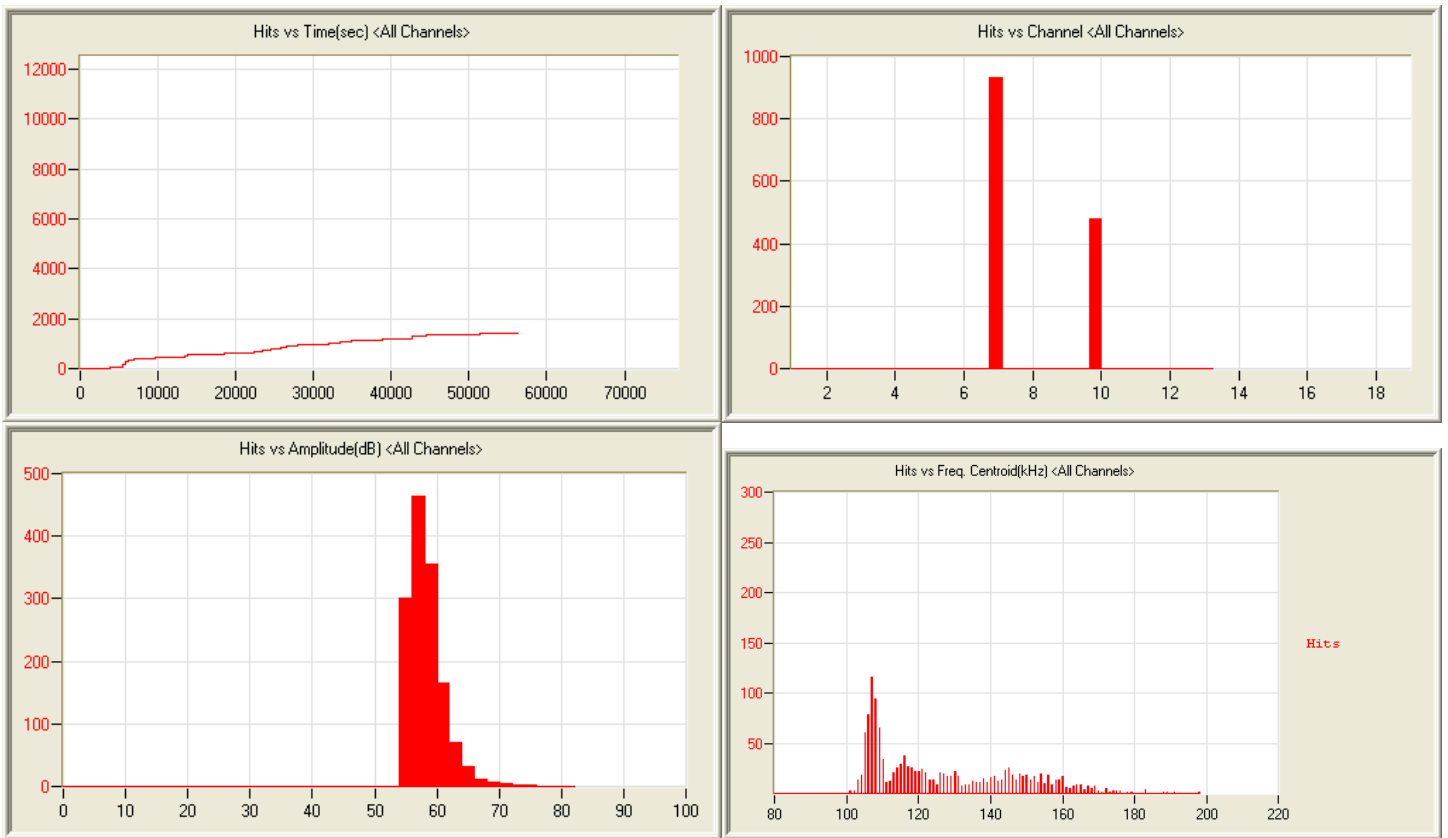 Hits vs Time(sec) <All Channels>
12000
10000
8000
6000
4000
2000
0
0 10000 20000 30000 40000 50000 60000 70000
Hits vs Channel <All Channels>
1000
800
600
400
200
0
2 4 6 8 10 12 14 16 18
Hits vs Amplitude(dB) <All Channels>
500
400
300
200
100
0
0 10 20 30 40 50 60 70 80 90 100
Hits vs Freq. Centroid(kHz) <All Channels>
300
250
200
150
100
50
80 100 120 140 160 180 200 220
Hits